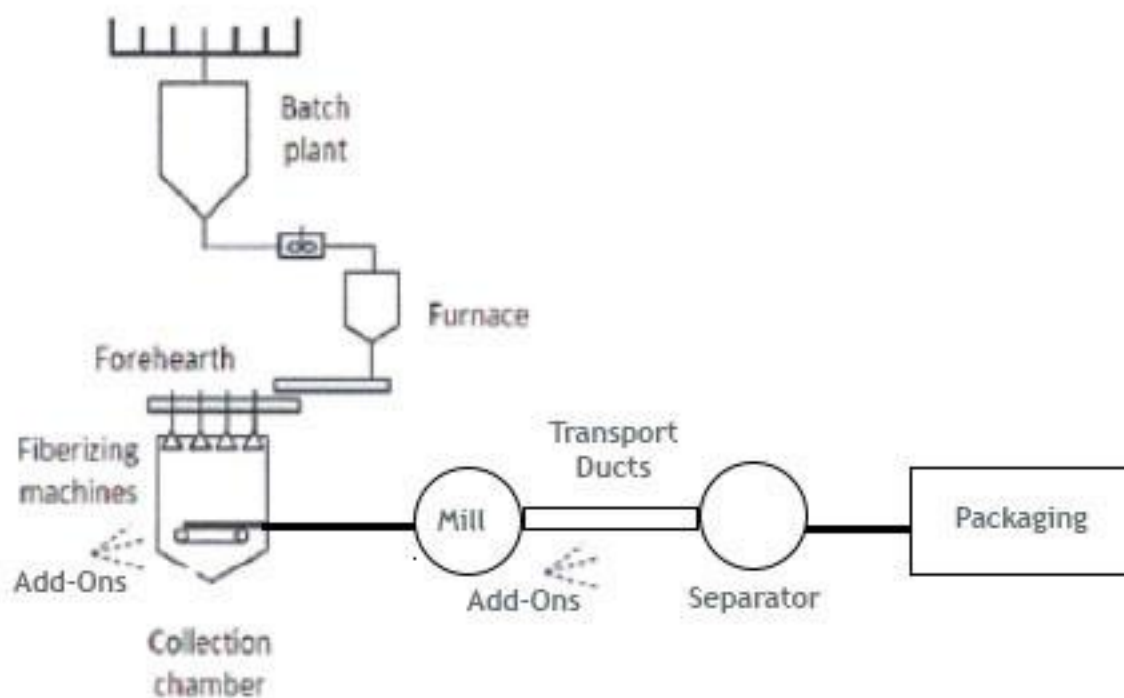 Batch
plant
Furnace
Forehearth
Fiberizing
machines
Add-Ons
Collection
chamber
Mill
Transport
Ducts
Add-Ons
Separator
Packaging